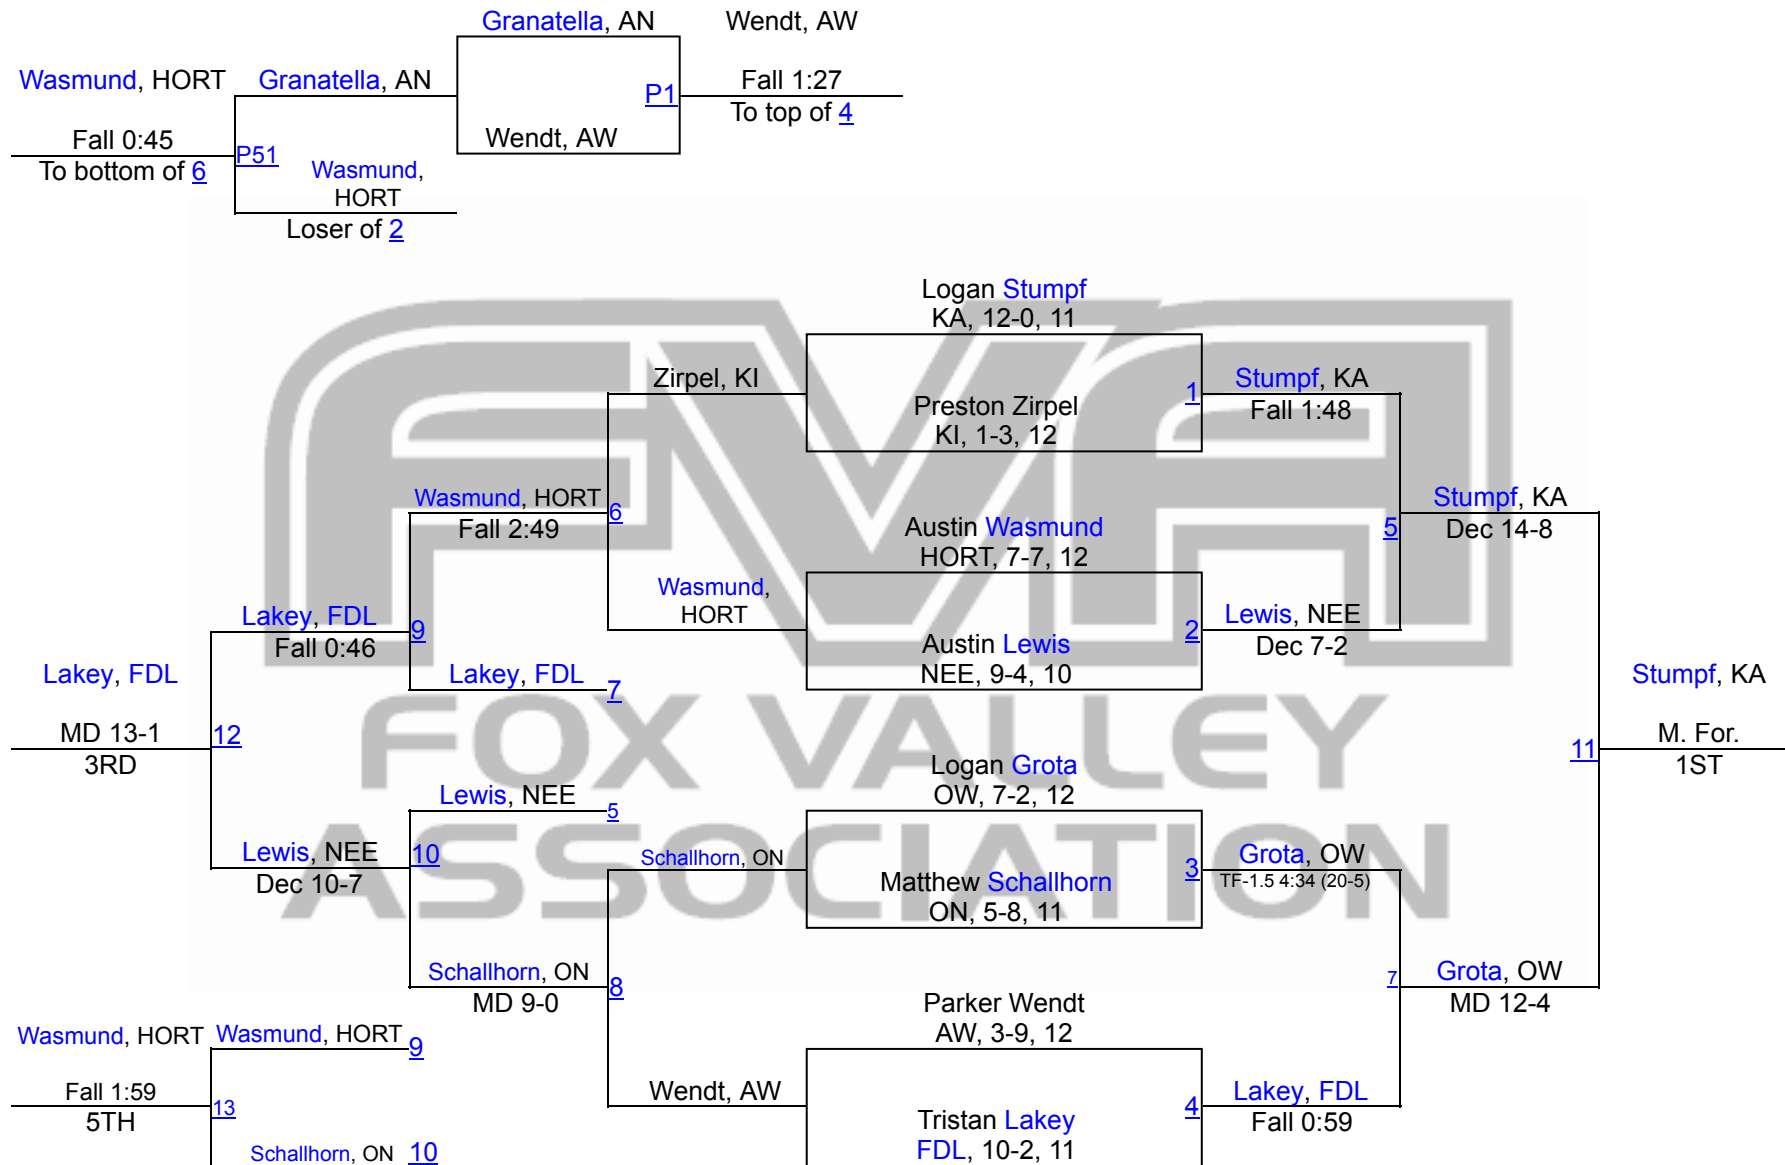 Granatella, AN
Wendt, AW
Wasmund, HORT
Granatella, AN
P1
Fall 1:27
To top of 4
Fall 0:45
Wendt, AW
To bottom of 6
P51
Wasmund,
HORT
Loser of 2
Logan Stumpf
KA, 12-0, 11
Zirpel, KI
1
Stumpf, KA
Preston Zirpel
KI, 1-3, 12
Fall 1:48
Wasmund, HORT
6
Fall 2:49
Austin Wasmund
HORT, 7-7, 12
5
Stumpf, KA
Dec 14-8
Wasmund,
HORT
Lakey, FDL
9
Fall 0:46
Austin Lewis
NEE, 9-4, 10
2
Lewis, NEE
Dec 7-2
Lakey, FDL
Lakey, FDL
7
Stumpf, KA
FVA
FOX VALLEY
ASSOCIATION
MD 13-1
3RD
12
Logan Grota
OW, 7-2, 12
11
M. For.
1ST
Lewis, NEE
5
Lewis, NEE
Dec 10-7
10
Schallhorn, ON
Matthew Schallhorn
ON, 5-8, 11
3
Grota, OW
TF-1.5 4:34 (20-5)
Schallhorn, ON
MD 9-0
8
Parker Wendt
AW, 3-9, 12
7
Grota, OW
MD 12-4
Wasmund, HORT
Wasmund, HORT
9
Fall 1:59
5TH
13
Wendt, AW
Tristan Lakey
FDL, 10-2, 11
4
Lakey, FDL
Fall 0:59
Schallhorn, ON
10